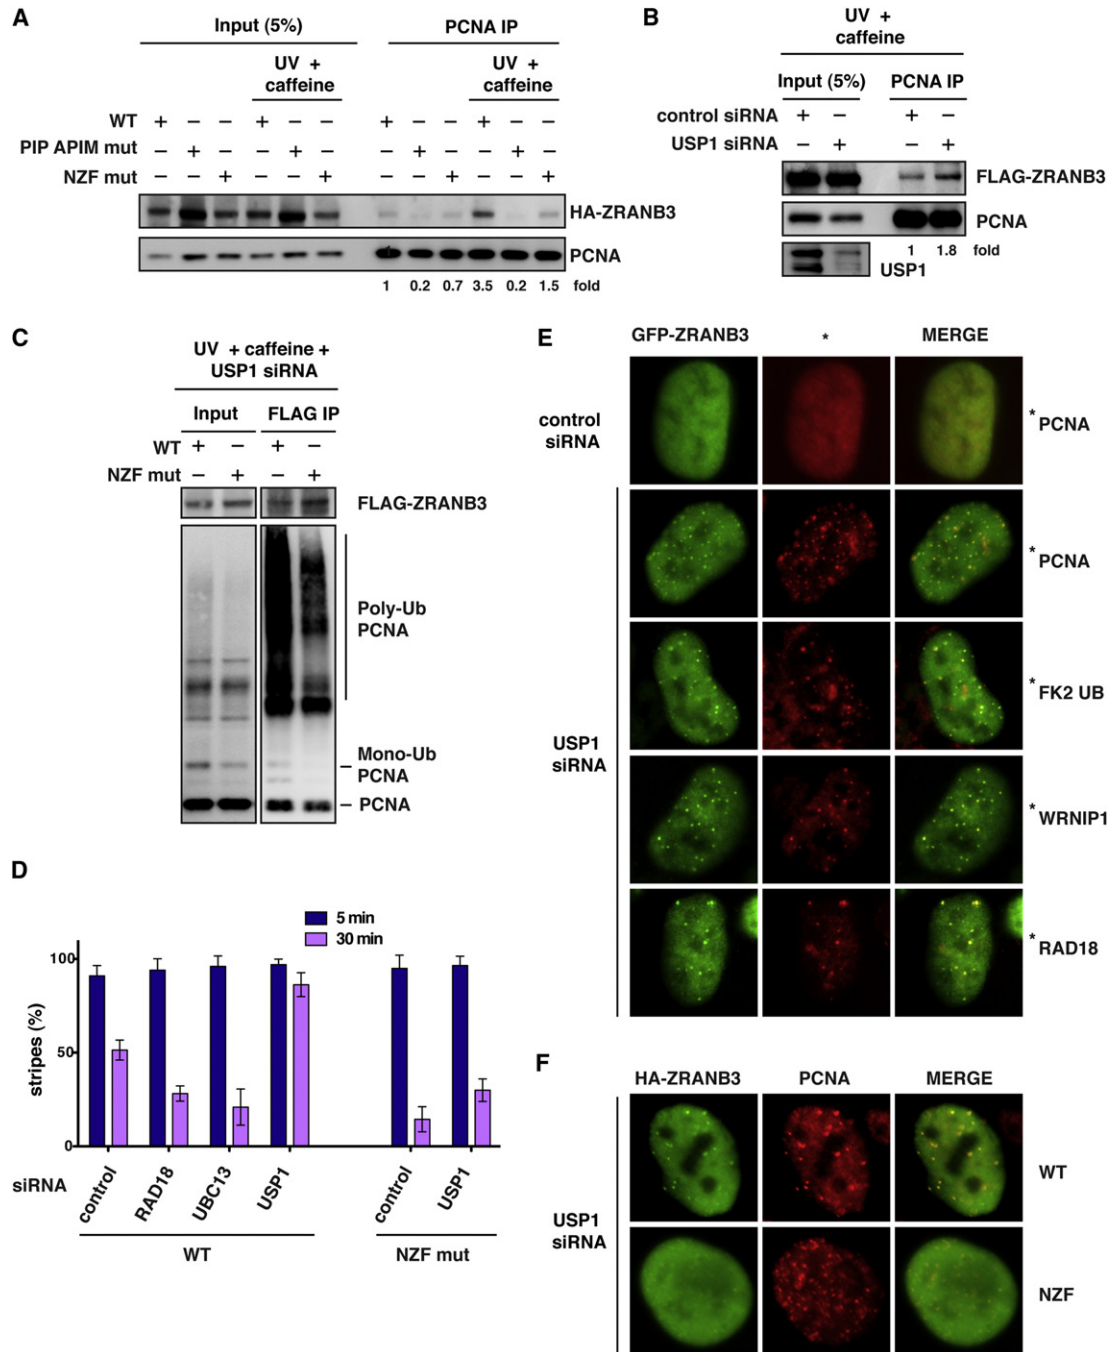 A
Input (5%)
PCNA IP
UV + caffeine
UV + caffeine
WT + – – + – – + – – + – –
PIP APIM mut – + – – + – – + – – + –
NZF mut – – + – – + – – + – – +
HA-ZRANB3
PCNA
1 0.2 0.7 3.5 0.2 1.5 fold
B
UV +
caffeine
Input (5%) PCNA IP
control siRNA + – + –
USP1 siRNA – + – +
FLAG-ZRANB3
PCNA
1 1.8 fold
USP1
C
UV + caffeine +
USP1 siRNA
Input FLAG IP
WT + – + –
NZF mut – + – +
FLAG-ZRANB3
Poly-Ub
PCNA
Mono-Ub
PCNA
PCNA
D
5 min
30 min
100
50
0
stripes (%)
siRNA
control RAD18 UBC13 USP1 control USP1
WT NZF mut
E
GFP-ZRANB3 * MERGE
control
siRNA
* PCNA
* PCNA
* FK2 UB
USP1
siRNA
* WRNIP1
* RAD18
F
HA-ZRANB3 PCNA MERGE
WT
USP1
siRNA
NZF